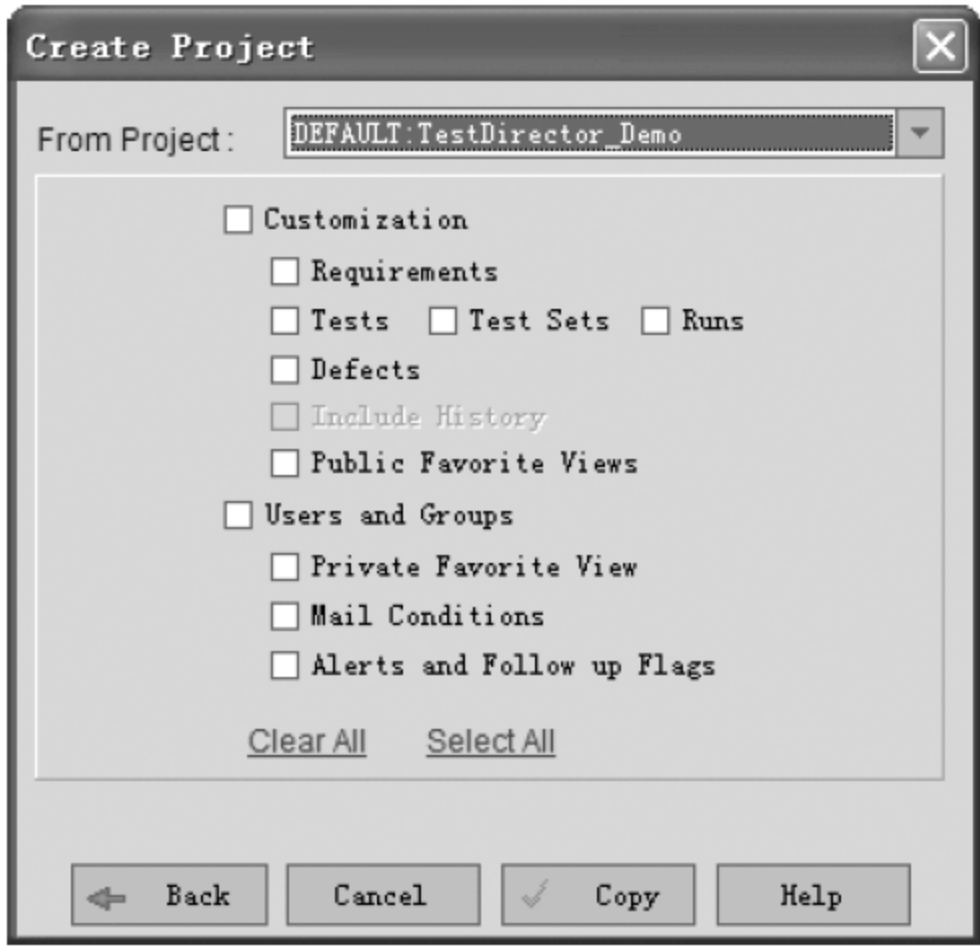 Create Project
From Project : DEFAULT:TestDirector_Demo
Customization
Requirements
Tests Test Sets Runs
Defects
Include History
Public Favorite Views
Users and Groups
Private Favorite View
Mail Conditions
Alerts and Follow up Flags
Clear All Select All
Back Cancel Copy Help